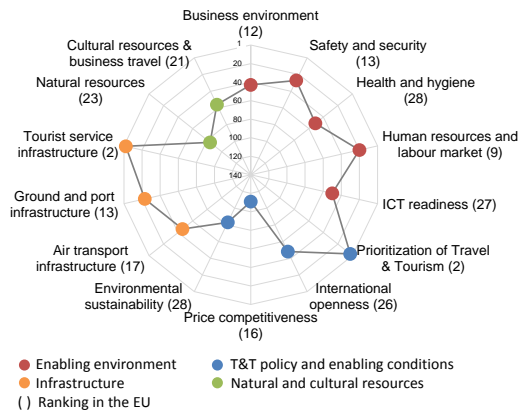 Business environment
(12)
Safety and security
(13)
Health and hygiene
(28)
Human resources and
labour market (9)
ICT readiness (27)
Prioritization of Travel
& Tourism (2)
International
openness (26)
Price competitiveness
(16)
Environmental
sustainability (28)
Air transport
infrastructure (17)
Ground and port
infrastructure (13)
Tourist service
infrastructure (2)
Natural resources
(23)
Cultural resources &
business travel (21)
1
20
40
60
80
100
120
140
Enabling environment
T&T policy and enabling conditions
Infrastructure
Natural and cultural resources
( ) Ranking in the EU